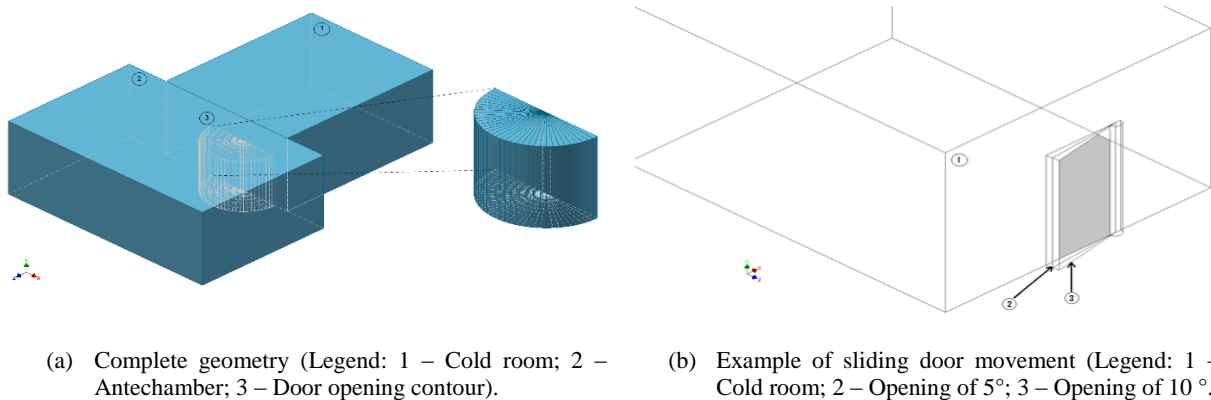 1
2
3
Y
X
Z
1
2
3
Y
X
Z
(a) Complete geometry (Legend: 1 – Cold room; 2 –
Antechamber; 3 – Door opening contour).
(b) Example of sliding door movement (Legend: 1 –
Cold room; 2 – Opening of 5°; 3 – Opening of 10 °.